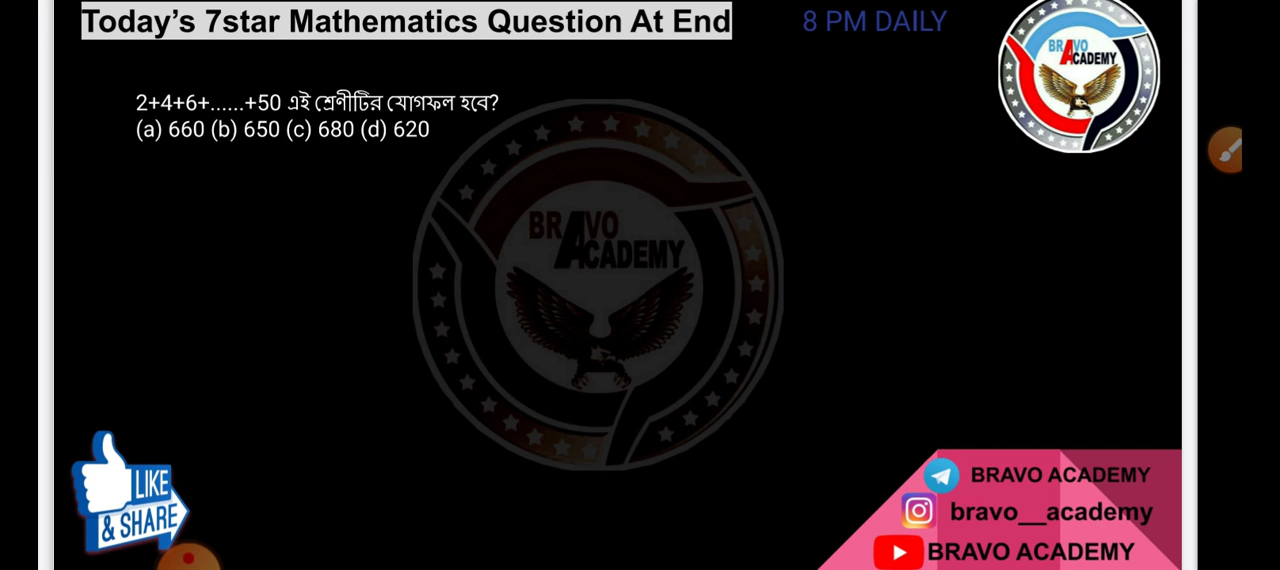 Today’s 7star Mathematics Question At End
8 PM DAILY
BRAVO
ACADEMY
2+4+6+......+50 এই শ্রেণীটির যোগফল হবে?
(a) 660 (b) 650 (c) 680 (d) 620
BRAVO
ACADEMY
LIKE
& SHARE
BRAVO ACADEMY
bravo__academy
BRAVO ACADEMY